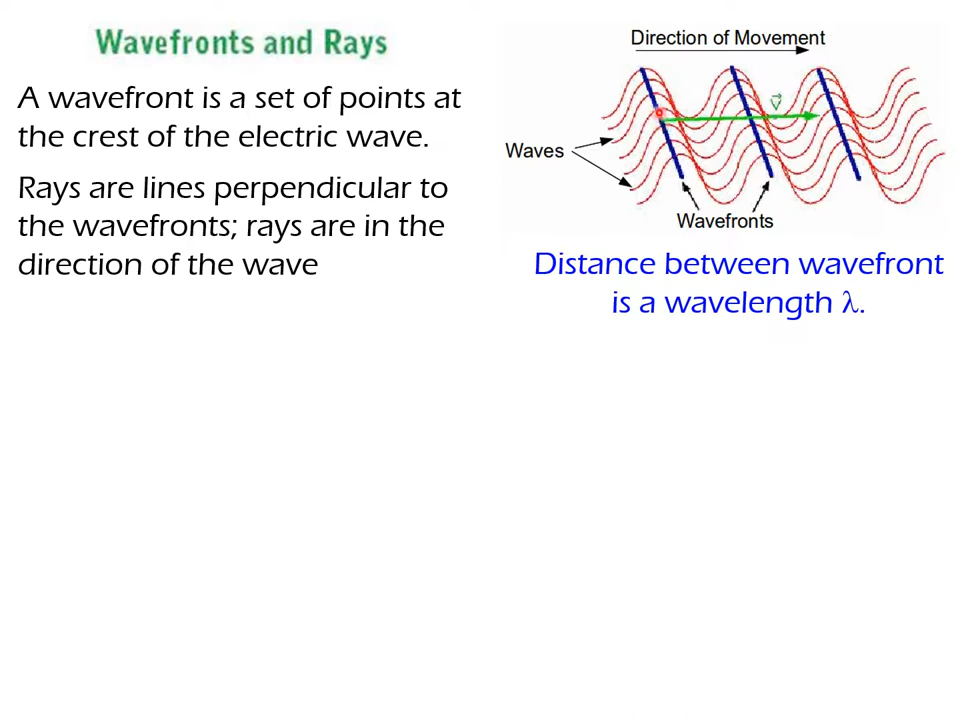 Wavefronts and Rays
A wavefront is a set of points at
the crest of the electric wave.
Rays are lines perpendicular to
the wavefronts; rays are in the
direction of the wave
Direction of Movement
v⃗
Waves
Wavefronts
Distance between wavefront
is a wavelength λ.